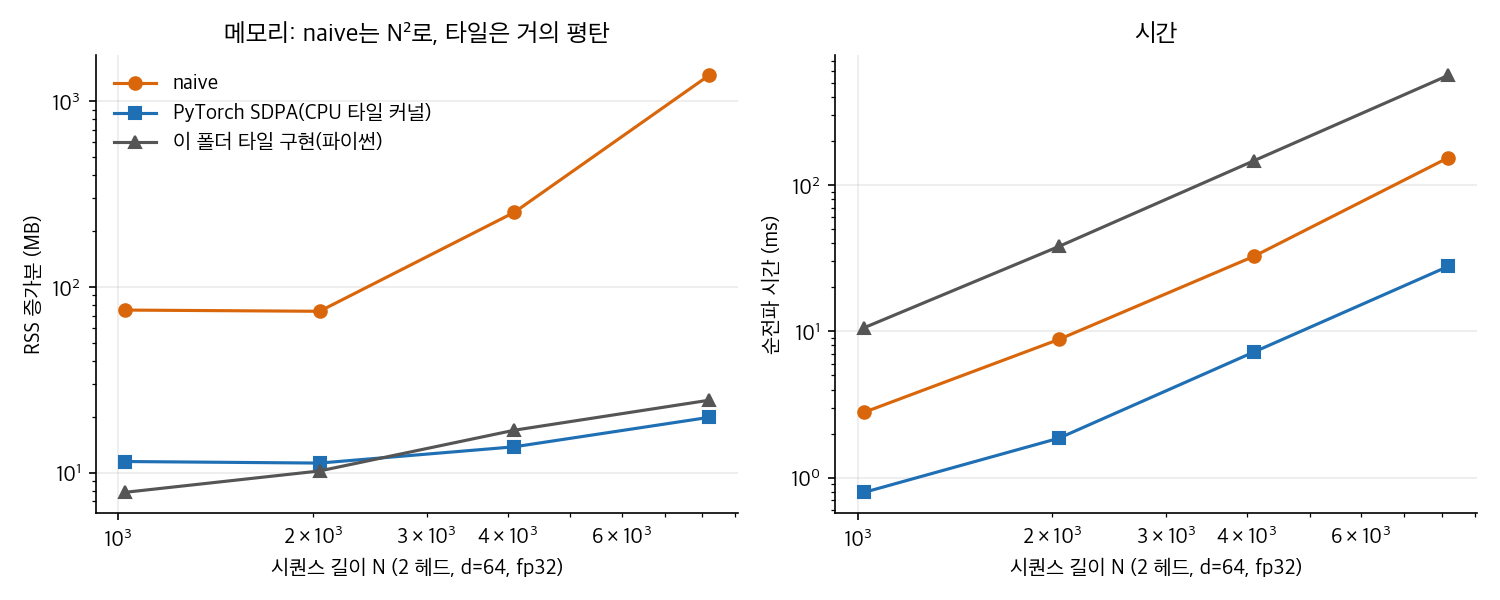 메모리: naive는 N²로, 타일은 거의 평탄
naive
PyTorch SDPA(CPU 타일 커널)
이 폴더 타일 구현(파이썬)
RSS 증가분 (MB)
10³
10²
10¹
10³
2 × 10³
3 × 10³
4 × 10³
6 × 10³
시퀀스 길이 N (2 헤드, d=64, fp32)
시간
순전파 시간 (ms)
10²
10¹
10⁰
10³
2 × 10³
3 × 10³
4 × 10³
6 × 10³
시퀀스 길이 N (2 헤드, d=64, fp32)